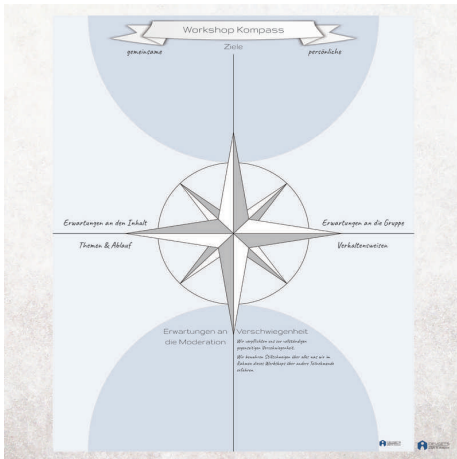 Workshop Kompass
Ziele
gemeinsame
persönliche
Erwartungen an den Inhalt
Themen & Ablauf
Erwartungen an die Gruppe
Verhaltensweisen
Erwartungen an
die Moderation
Verschwiegenheit
Wir verpflichten uns zur vollständigen
gegenseitigen Verschwiegenheit.
Wir bewahren Stillschweigen über alles was wir im
Rahmen dieses Workshops über andere Teilnehmende
erfahren.